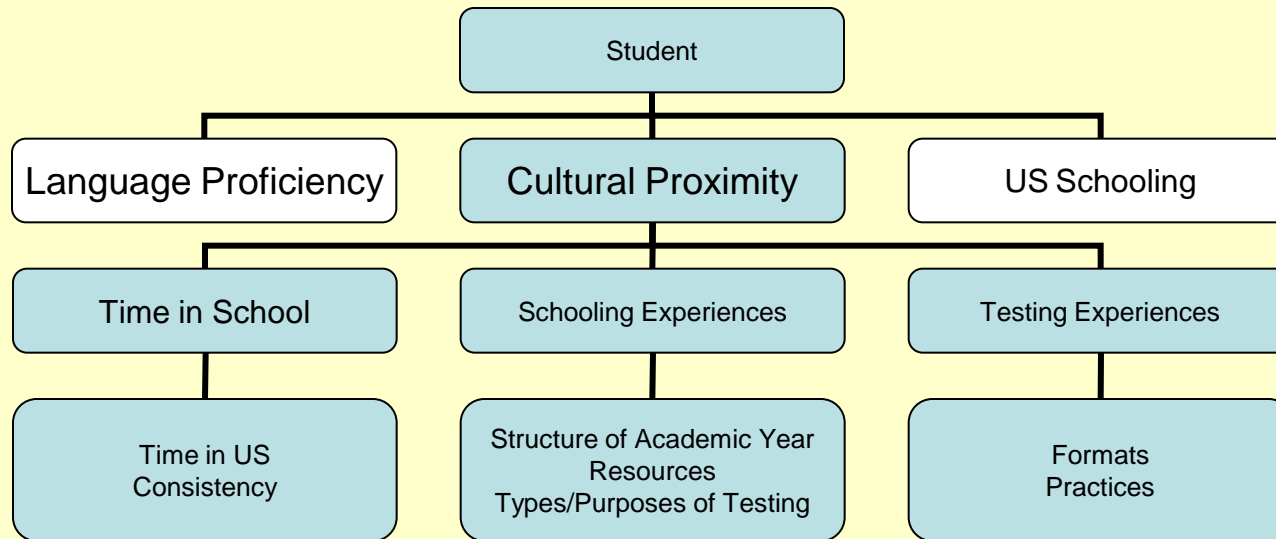 Student
Language Proficiency
Cultural Proximity
US Schooling
Time in School
Schooling Experiences
Testing Experiences
Time in US
Consistency
Structure of Academic Year
Resources
Types/Purposes of Testing
Formats
Practices